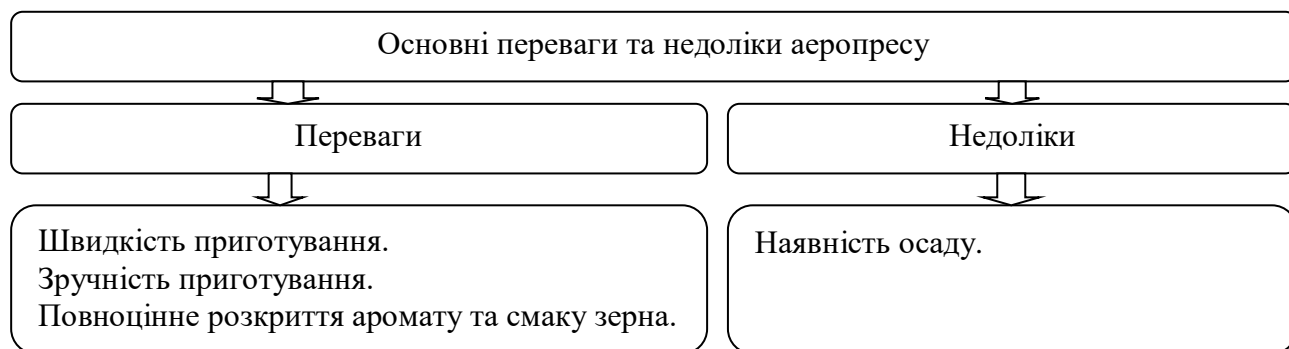 Основні переваги та недоліки аеропресу
Переваги
Недоліки
Швидкість приготування.
Зручність приготування.
Повноцінне розкриття аромату та смаку зерна.
Наявність осаду.